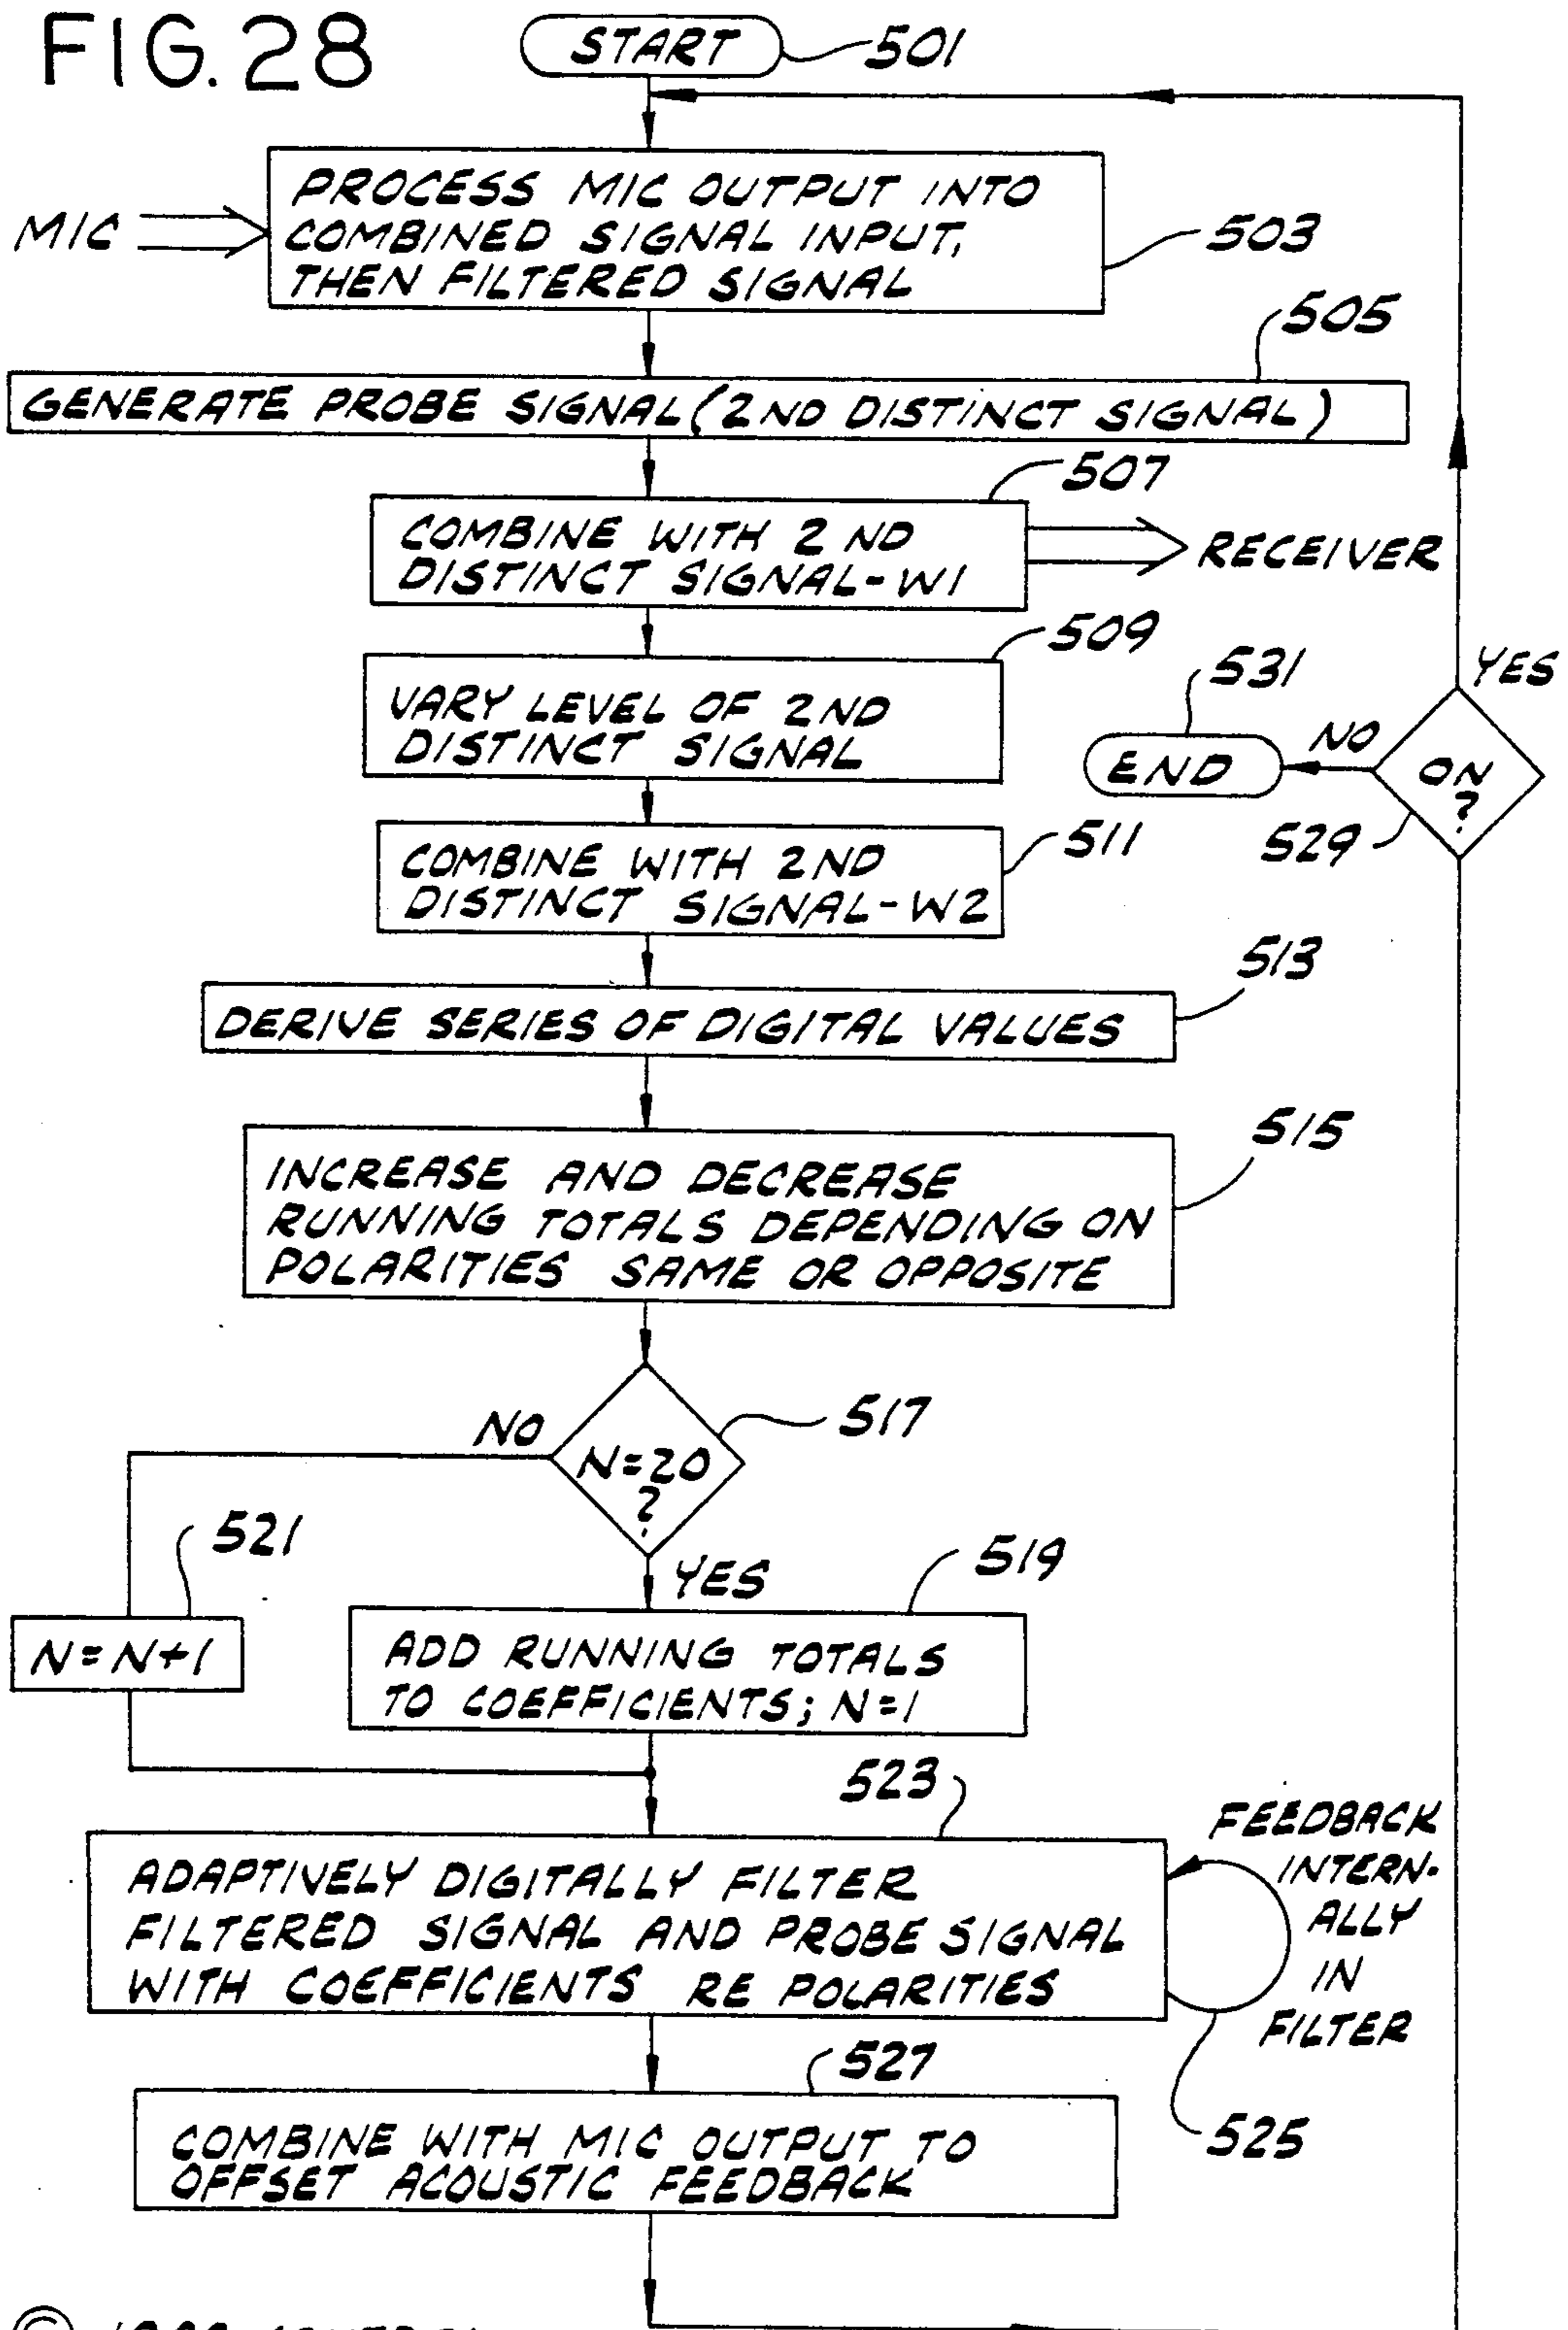 FIG. 28
START
501
MIC
PROCESS MIC OUTPUT INTO
COMBINED SIGNAL INPUT,
THEN FILTERED SIGNAL
503
505
GENERATE PROBE SIGNAL (2ND DISTINCT SIGNAL)
507
COMBINE WITH 2ND
DISTINCT SIGNAL-W1
RECEIVER
509
VARY LEVEL OF 2ND
DISTINCT SIGNAL
531
YES
NO
END
ON
?
529
511
COMBINE WITH 2ND
DISTINCT SIGNAL-W2
513
DERIVE SERIES OF DIGITAL VALUES
515
INCREASE AND DECREASE
RUNNING TOTALS DEPENDING ON
POLARITIES SAME OR OPPOSITE
517
NO
N=20
?
521
YES
519
N=N+1
ADD RUNNING TOTALS
TO COEFFICIENTS; N=1
523
ADAPTIVELY DIGITALLY FILTER
FILTERED SIGNAL AND PROBE SIGNAL
WITH COEFFICIENTS RE POLARITIES
FEEDBACK
INTERN-
ALLY
IN
FILTER
525
527
COMBINE WITH MIC OUTPUT TO
OFFSET ACOUSTIC FEEDBACK
©